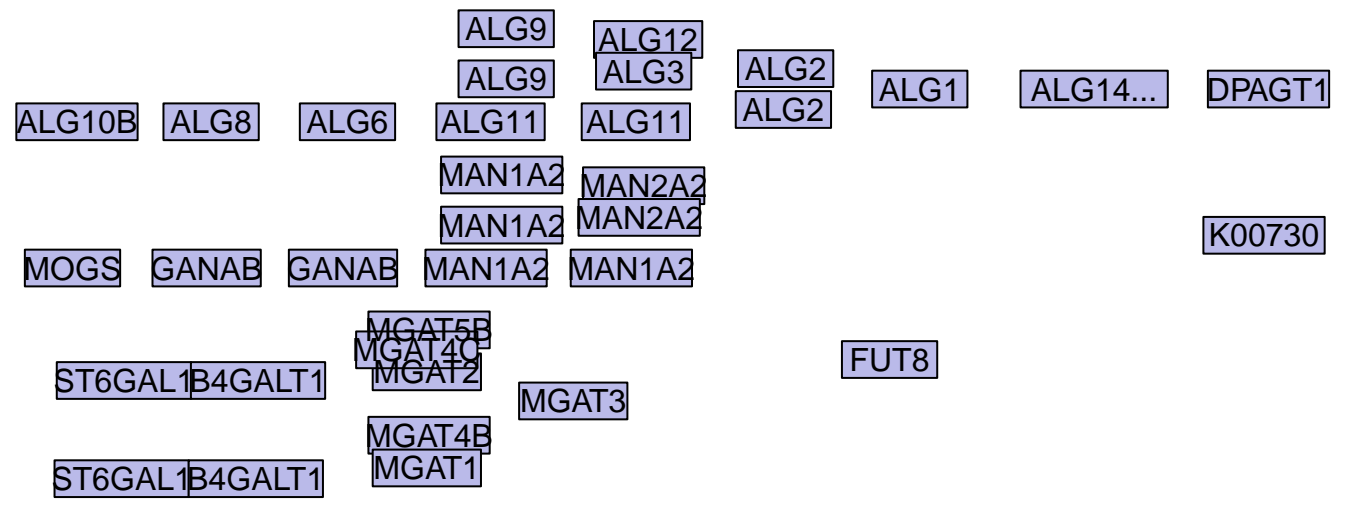 ALG9
ALG12
ALG9
ALG3
ALG2
ALG2
ALG1
ALG14...
DPAGT1
ALG10B
ALG8
ALG6
ALG11
ALG11
MAN1A2
MAN2A2
MAN1A2
MAN2A2
K00730
MOGS
GANAB
GANAB
MAN1A2
MAN1A2
MGAT5B
MGAT4C
MGAT2
FUT8
ST6GAL1
B4GALT1
MGAT3
MGAT4B
MGAT1
ST6GAL1
B4GALT1